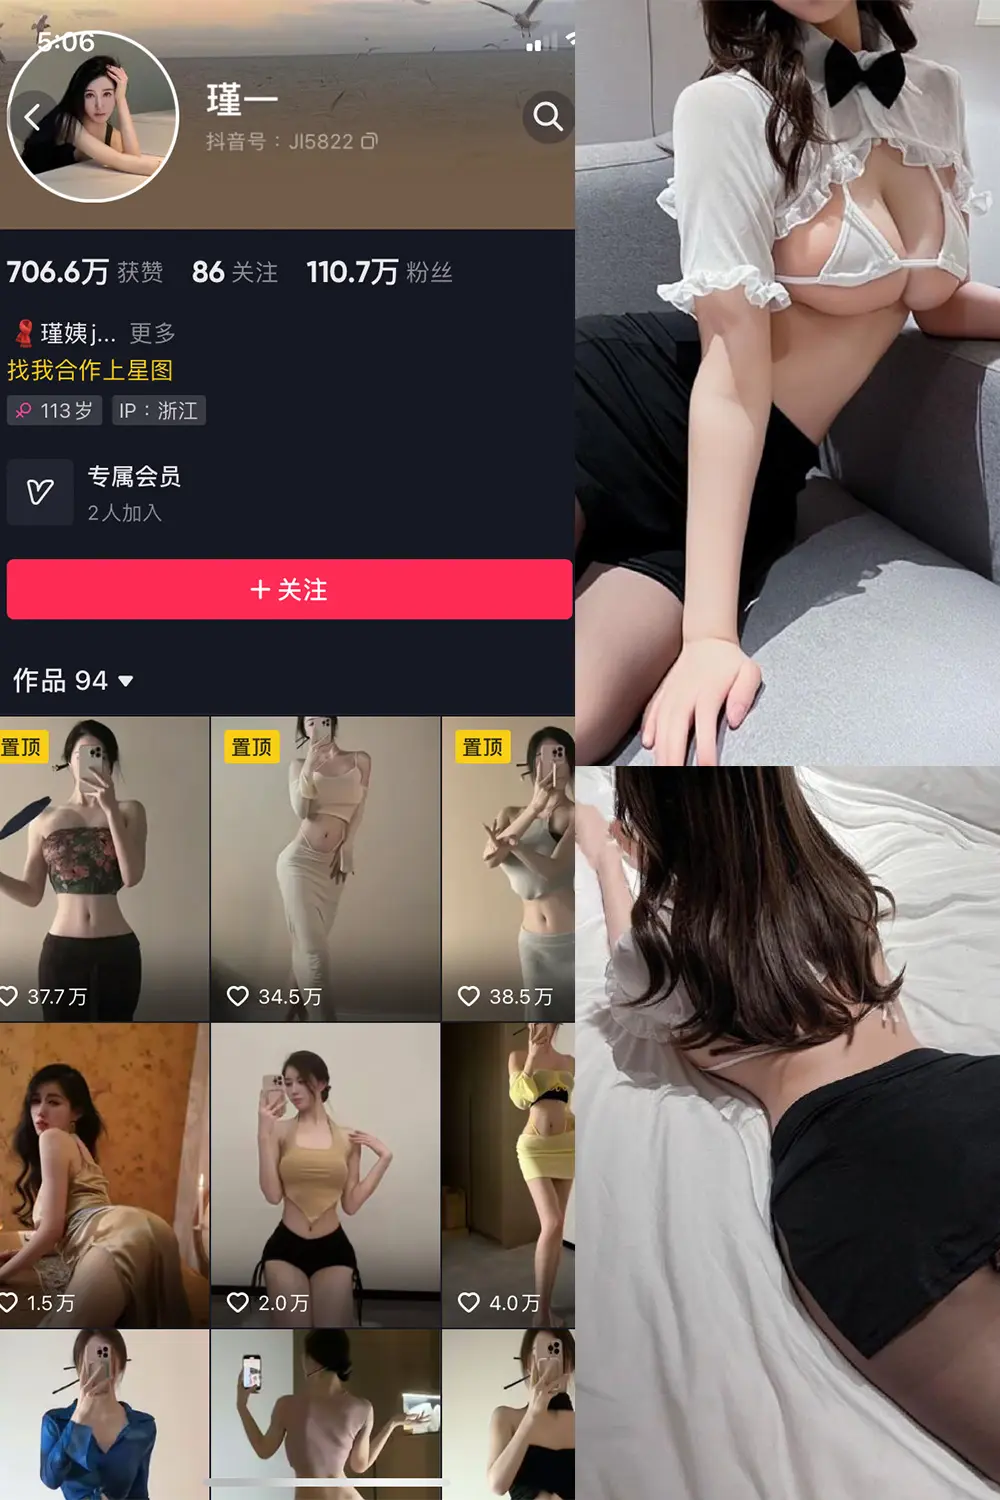 5:06
瑾一
抖音号：JI5822
706.6万 获赞 86 关注 110.7万 粉丝
瑾姨j... 更多
找我合作上星图
113岁 IP：浙江
专属会员
2人加入
＋关注
作品 94
置顶 置顶 置顶
37.7万 34.5万 38.5万
1.5万 2.0万 4.0万